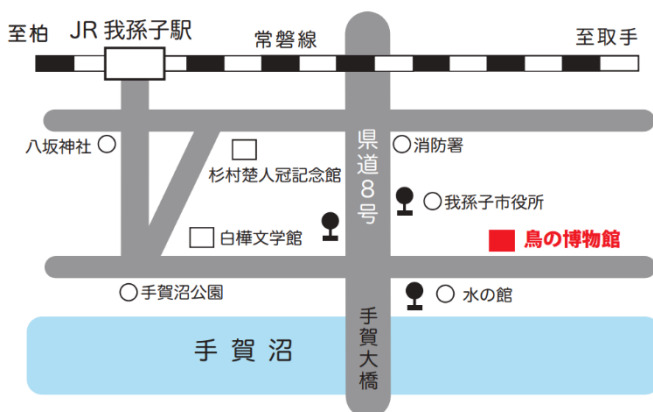 至柏
JR 我孫子駅
常磐線
至取手
八坂神社
杉村楚人冠記念館
県道8号
消防署
我孫子市役所
白樺文学館
鳥の博物館
手賀沼公園
水の館
手賀沼
手賀大橋